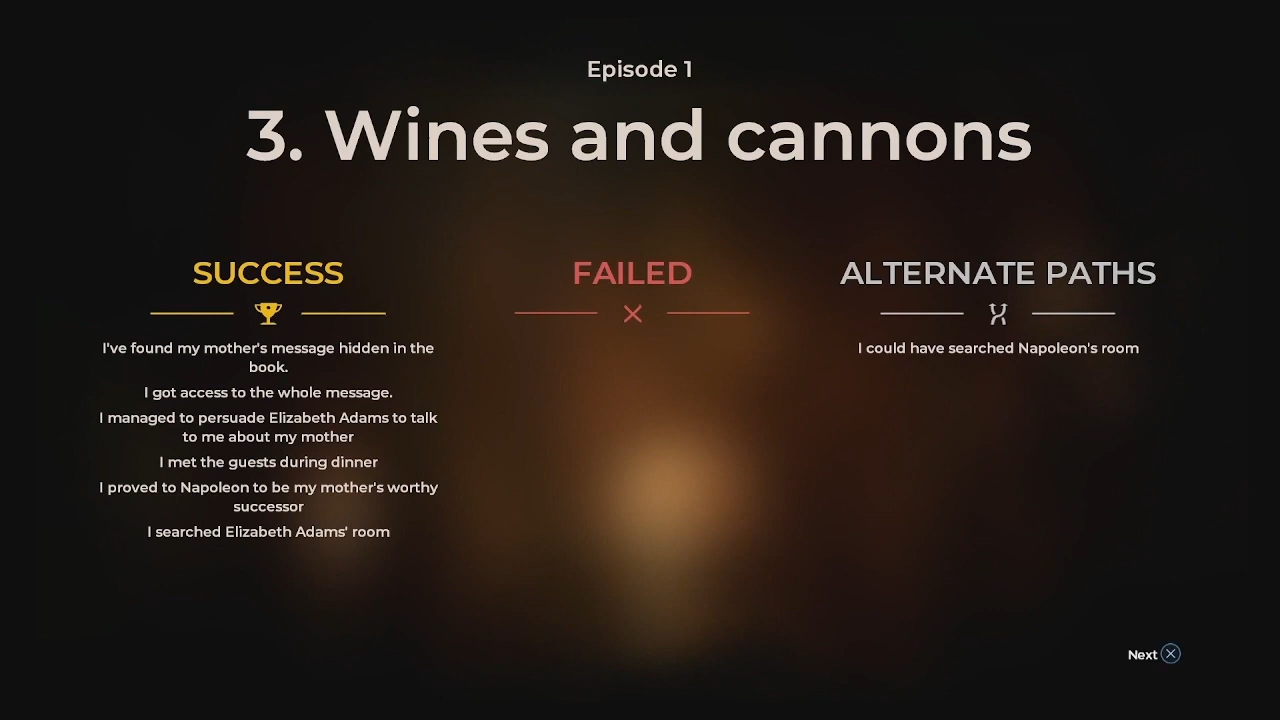 Episode 1
3. Wines and cannons
SUCCESS
I've found my mother's message hidden in the
book.
I got access to the whole message.
I managed to persuade Elizabeth Adams to talk
to me about my mother
I met the guests during dinner
I proved to Napoleon to be my mother's worthy
successor
I searched Elizabeth Adams' room
FAILED
ALTERNATE PATHS
I could have searched Napoleon's room
Next